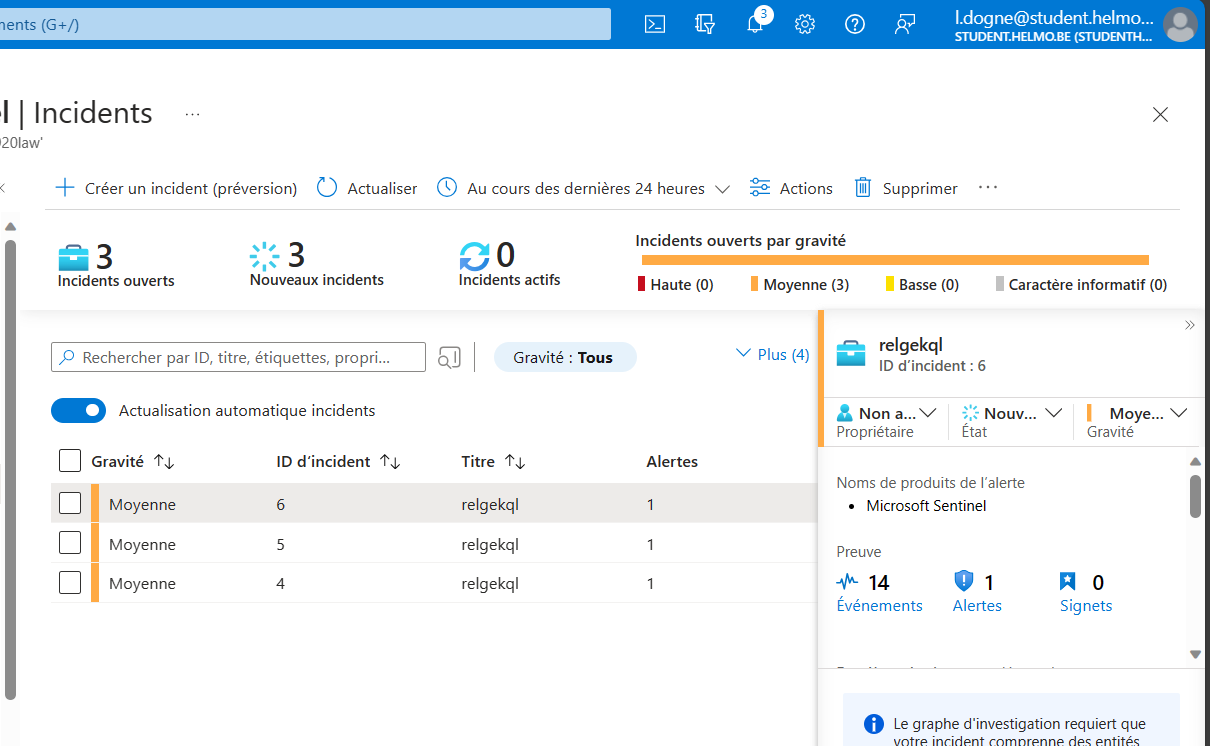 ments (G+/)
3
l.dogne@student.helmo...
STUDENT.HELMO.BE (STUDENTH...
l | Incidents ...
020law'
Créer un incident (préversion) Actualiser Au cours des dernières 24 heures Actions Supprimer ...
3 Incidents ouverts
3 Nouveaux incidents
0 Incidents actifs
Incidents ouverts par gravité
Haute (0) Moyenne (3) Basse (0) Caractère informatif (0)
Rechercher par ID, titre, étiquettes, propri...
Gravité : Tous
Plus (4)
Actualisation automatique incidents
Gravité ID d’incident Titre Alertes
Moyenne 6 relgekql 1
Moyenne 5 relgekql 1
Moyenne 4 relgekql 1
relgekql
ID d’incident : 6
Non a... Nouv... Moye...
Propriétaire État Gravité
Noms de produits de l’alerte
• Microsoft Sentinel
Preuve
14 1 0
Événements Alertes Signets
Le graphe d'investigation requiert que
votre incident comprenne des entités